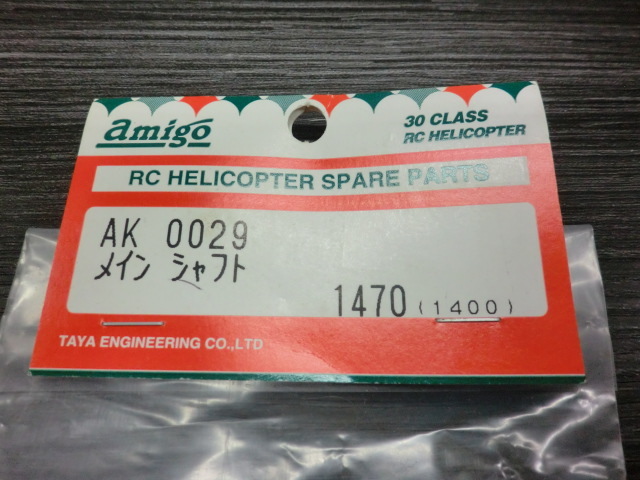 amigo
30 CLASS
RC HELICOPTER
RC HELICOPTER SPARE PARTS
AK 0029
メイン シャフト
1470 (1400)
TAYA ENGINEERING CO.,LTD